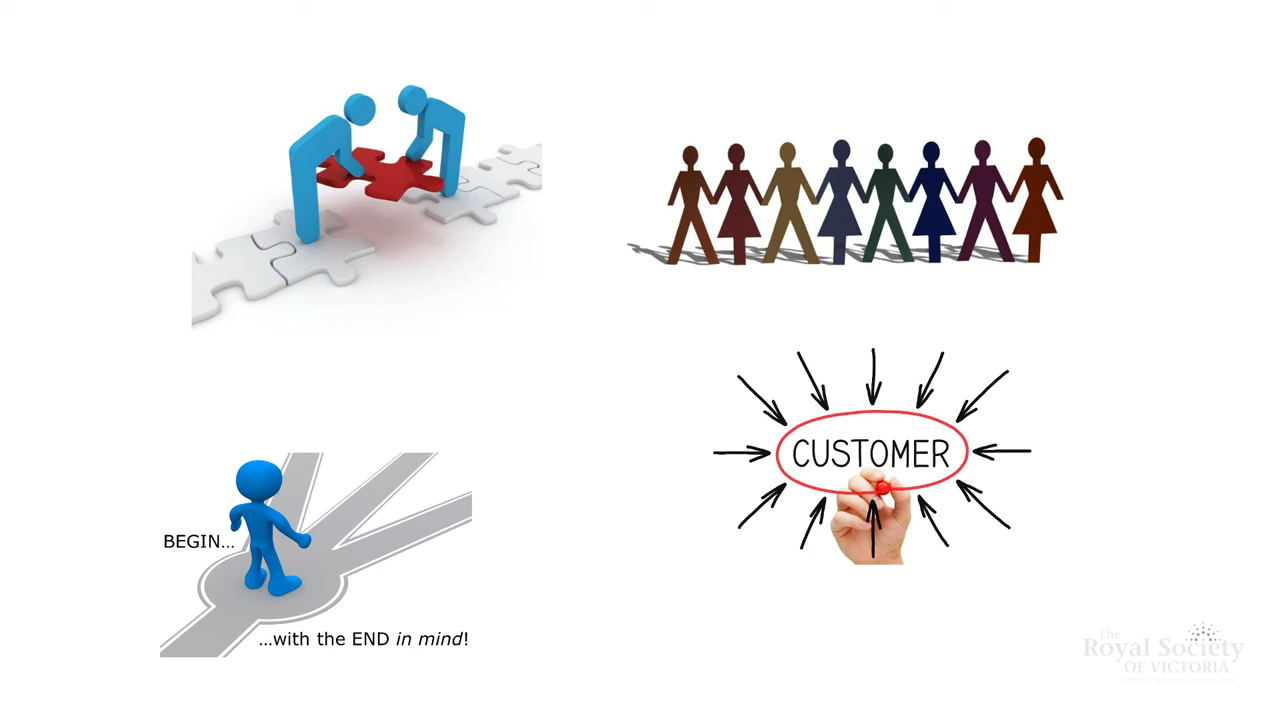 CUSTOMER
BEGIN...
...with the END in mind!
The
Royal Society
OF VICTORIA